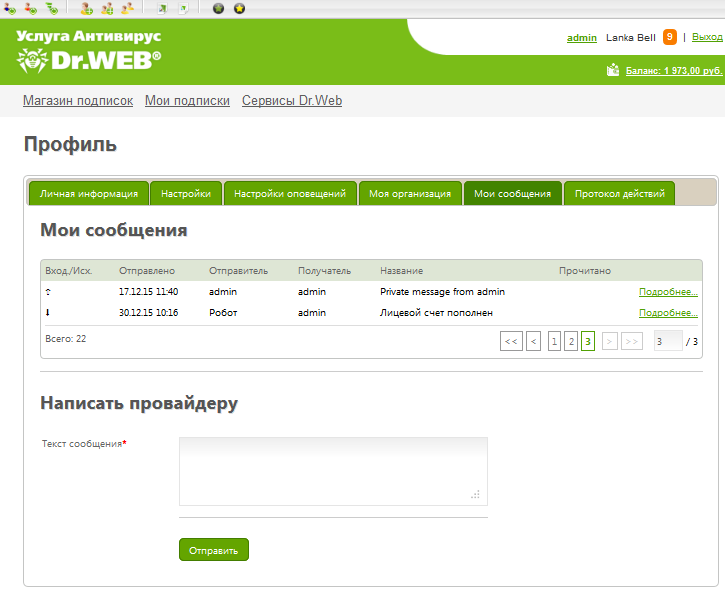 Услуга Антивирус
Dr.WEB®
admin Lanka Bell 9 | Выход
Баланс: 1 973,00 руб.
Магазин подписок Мои подписки Сервисы Dr.Web
Профиль
Личная информация Настройки Настройки оповещений Моя организация Мои сообщения Протокол действий
Мои сообщения
Вход./Исх. Отправлено Отправитель Получатель Название Прочитано
↑ 17.12.15 11:40 admin admin Private message from admin Подробнее...
↓ 30.12.15 10:16 Робот admin Лицевой счет пополнен Подробнее...
Всего: 22 << < 1 2 3 > >> 3 / 3
Написать провайдеру
Текст сообщения*
Отправить